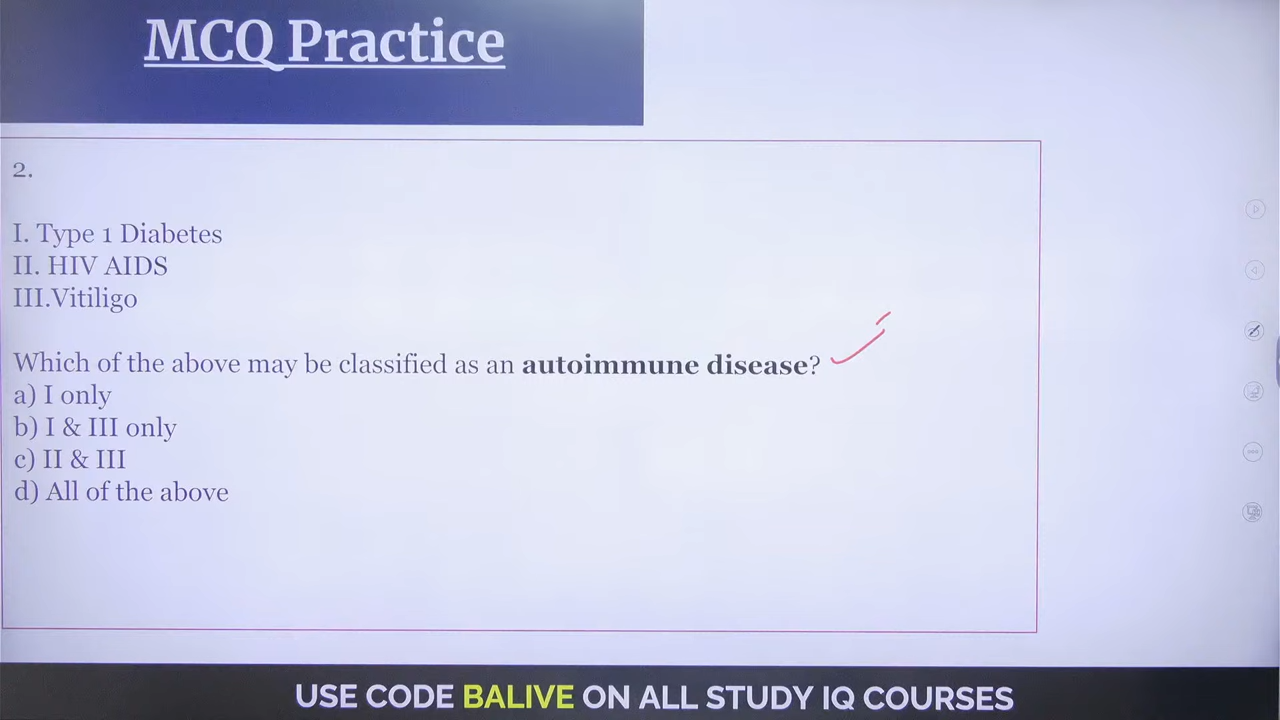 MCQ Practice
2.
I. Type 1 Diabetes
II. HIV AIDS
III.Vitiligo
Which of the above may be classified as an autoimmune disease?
a) I only
b) I & III only
c) II & III
d) All of the above
USE CODE BALIVE ON ALL STUDY IQ COURSES